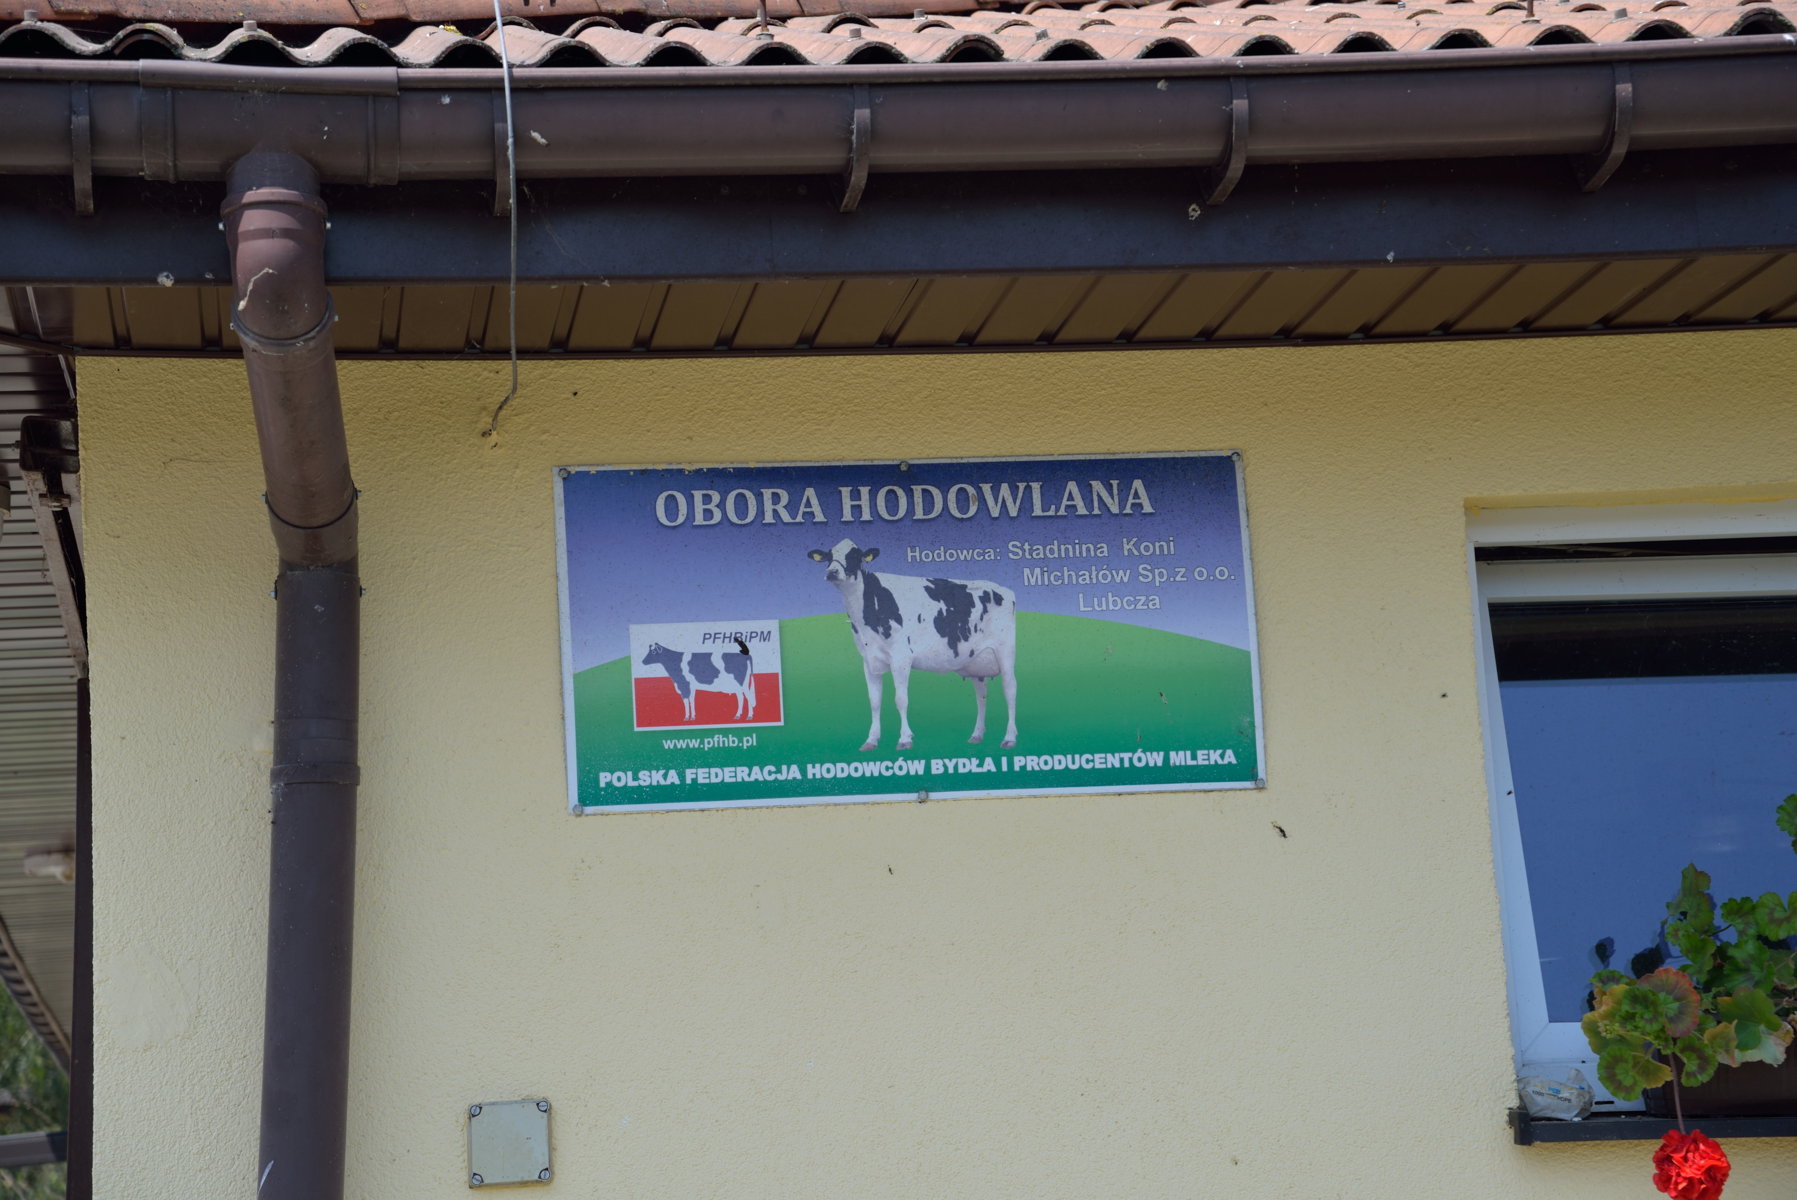 OBORA HODOWLANA
Hodowca: Stadnina Koni
Michałów Sp.z o.o.
Lubcza
PFHBiPM
www.pfhb.pl
POLSKA FEDERACJA HODOWCÓW BYDŁA I PRODUCENTÓW MLEKA